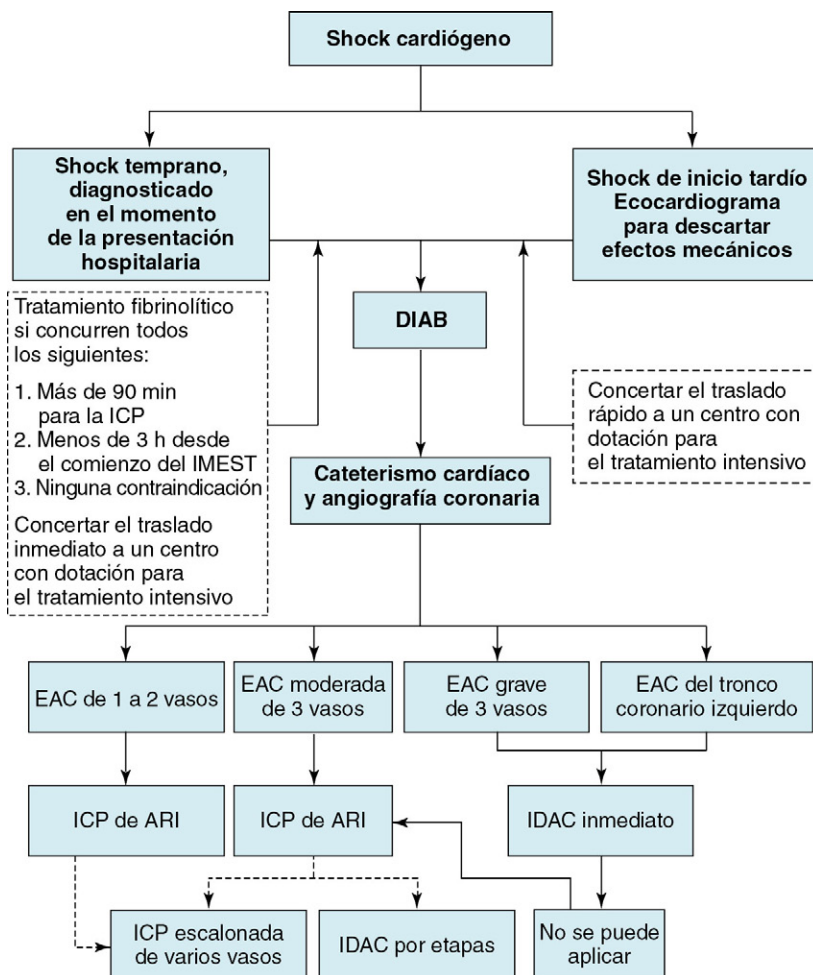 Shock cardiógeno
Shock temprano,
diagnosticado
en el momento
de la presentación
hospitalaria
Shock de inicio tardío
Ecocardiograma
para descartar
efectos mecánicos
Tratamiento fibrinolítico
si concurren todos
los siguientes:
1. Más de 90 min
para la ICP
2. Menos de 3 h desde
el comienzo del IMEST
3. Ninguna contraindicación
Concertar el traslado
inmediato a un centro
con dotación para
el tratamiento intensivo
DIAB
Concertar el traslado
rápido a un centro con
dotación para
el tratamiento intensivo
Cateterismo cardíaco
y angiografía coronaria
EAC de 1 a 2 vasos
EAC moderada
de 3 vasos
EAC grave
de 3 vasos
EAC del tronco
coronario izquierdo
ICP de ARI
ICP de ARI
IDAC inmediato
ICP escalonada
de varios vasos
IDAC por etapas
No se puede
aplicar